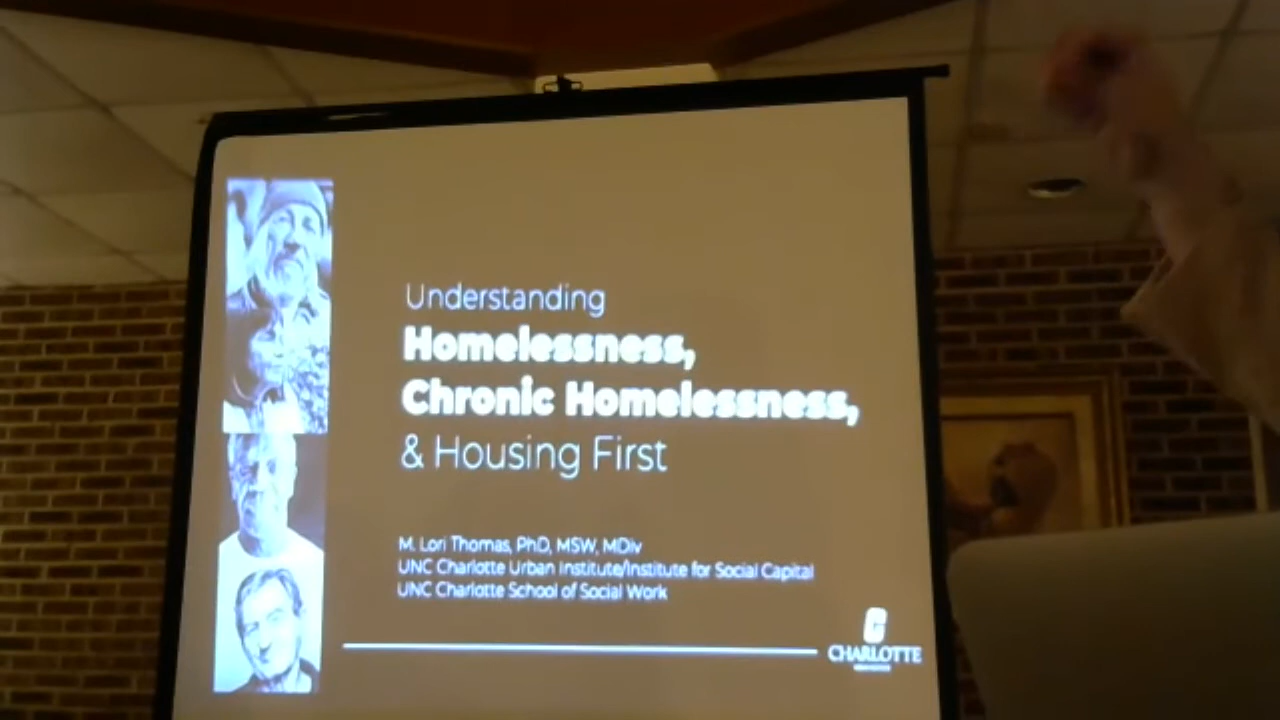 Understanding
Homelessness,
Chronic Homelessness,
& Housing First
M. Lori Thomas, PhD, MSW, MDiv
UNC Charlotte Urban Institute/Institute for Social Capital
UNC Charlotte School of Social Work
CHARLOTTE